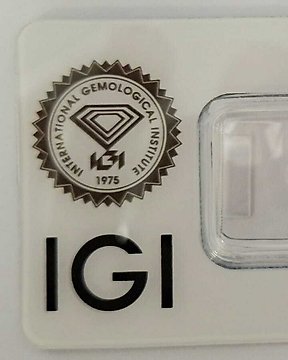 INTERNATIONAL GEMOLOGICAL INSTITUTE
IGI
1975
IGI